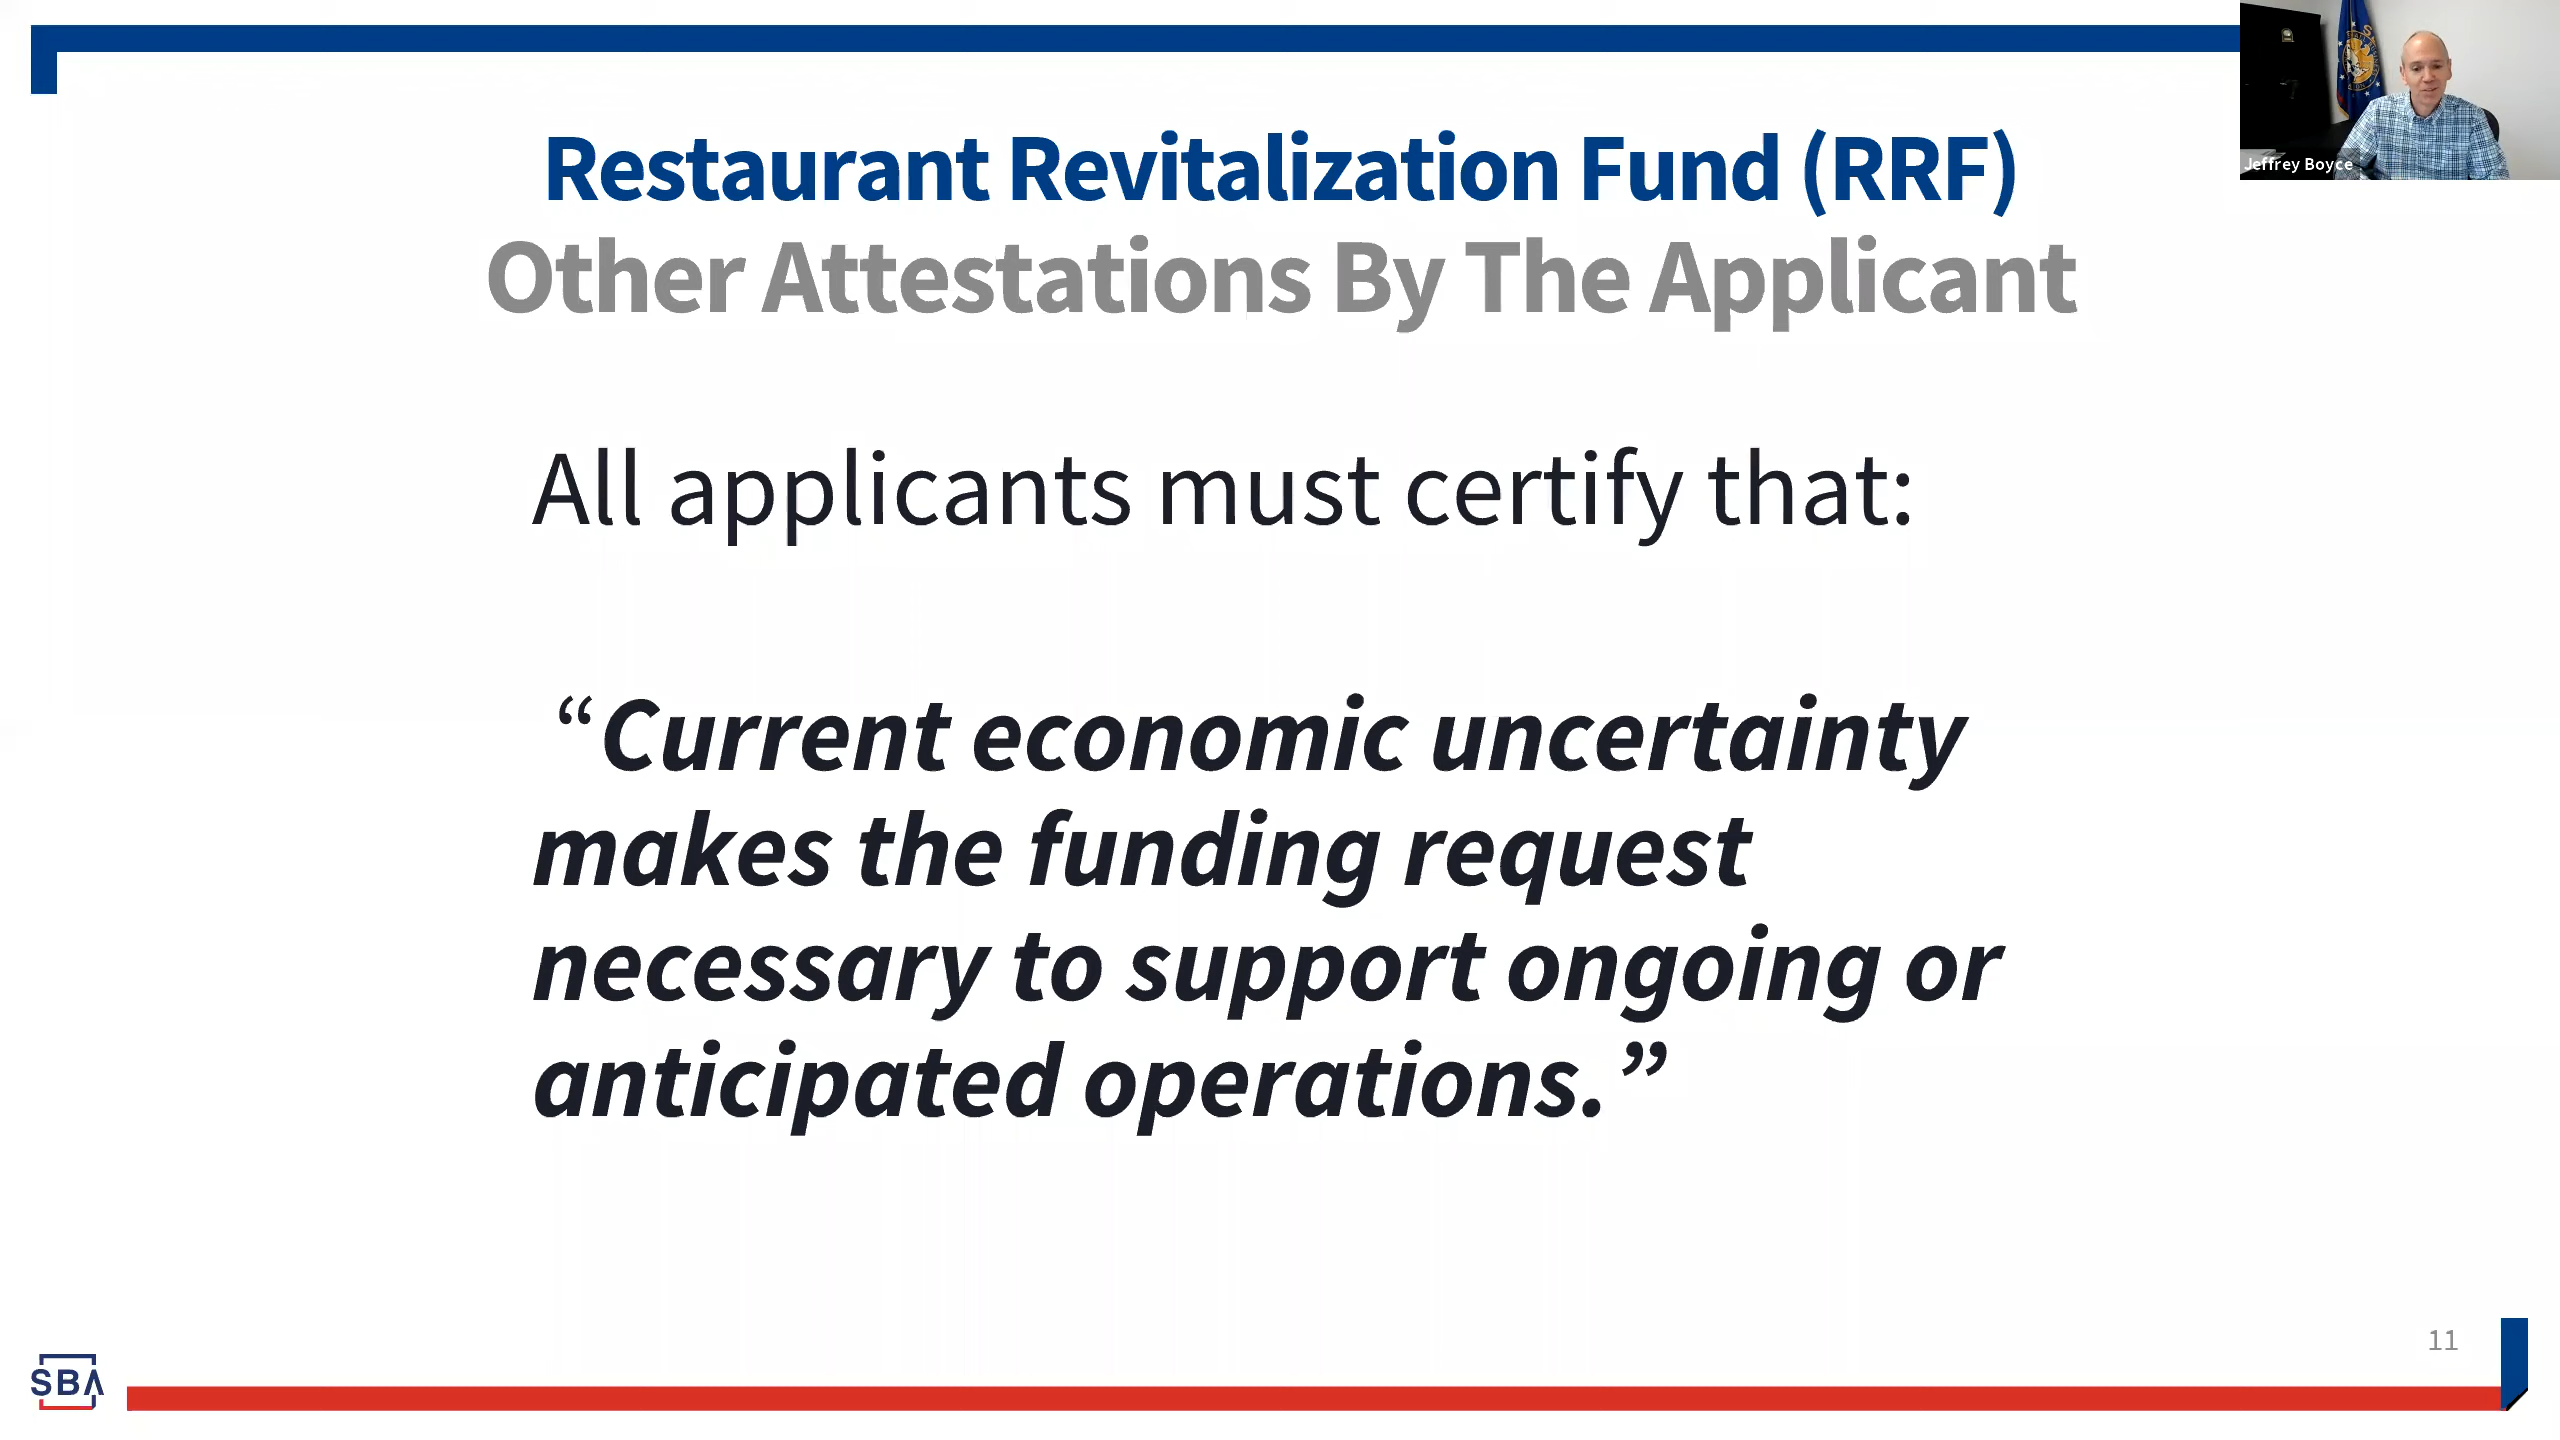 Restaurant Revitalization Fund (RRF)
Other Attestations By The Applicant
Jeffrey Boyce
All applicants must certify that:
“Current economic uncertainty
makes the funding request
necessary to support ongoing or
anticipated operations.”
11
SBA